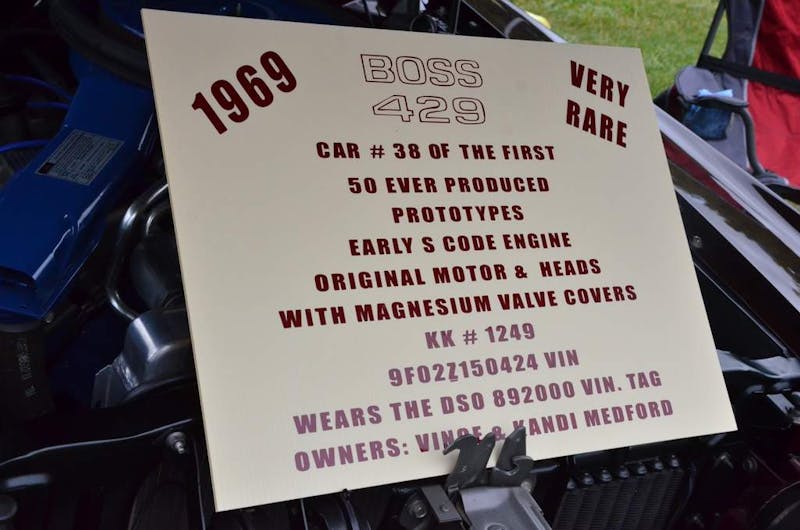 1969
BOSS
429
VERY
RARE
CAR # 38 OF THE FIRST
50 EVER PRODUCED
PROTOTYPES
EARLY S CODE ENGINE
ORIGINAL MOTOR & HEADS
WITH MAGNESIUM VALVE COVERS
KK # 1249
9F02Z150424 VIN
WEARS THE DSO 892000 VIN. TAG
OWNERS: VINCE & KANDI MEDFORD